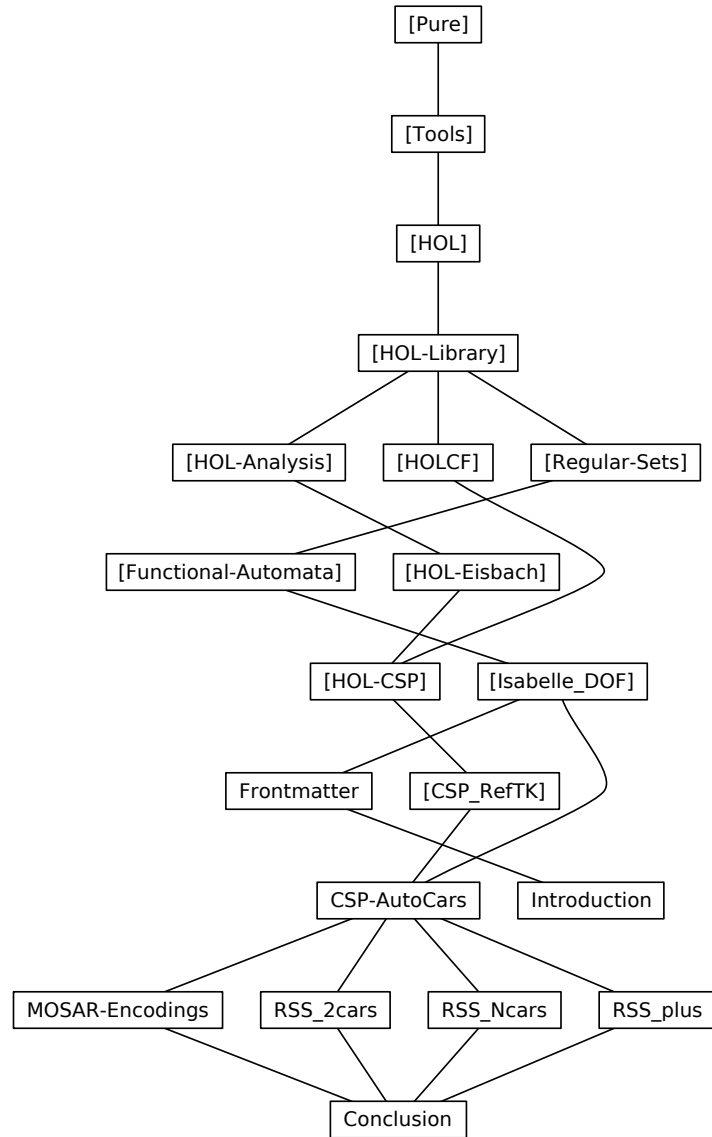 [Pure]
[Tools]
[HOL]
[HOL-Library]
[HOL-Analysis]
[HOLCF]
[Regular-Sets]
[Functional-Automata]
[HOL-Eisbach]
[HOL-CSP]
[Isabelle_DOF]
Frontmatter
[CSP_RefTK]
CSP-AutoCars
Introduction
MOSAR-Encodings
RSS_2cars
RSS_Ncars
RSS_plus
Conclusion